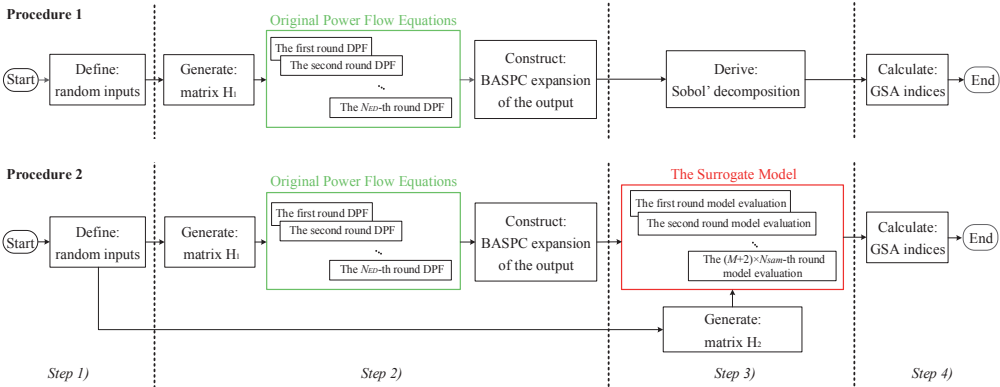 Procedure 1
Original Power Flow Equations
Start
Define:
random inputs
Generate:
matrix H1
The first round DPF
The second round DPF
...
The NED-th round DPF
Construct:
BASPC expansion
of the output
Derive:
Sobol' decomposition
Calculate:
GSA indices
End
Procedure 2
Original Power Flow Equations
The Surrogate Model
Start
Define:
random inputs
Generate:
matrix H1
The first round DPF
The second round DPF
...
The NED-th round DPF
Construct:
BASPC expansion
of the output
The first round model evaluation
The second round model evaluation
...
The (M+2)×Nsam-th round
model evaluation
Calculate:
GSA indices
End
Generate:
matrix H2
Step 1)
Step 2)
Step 3)
Step 4)